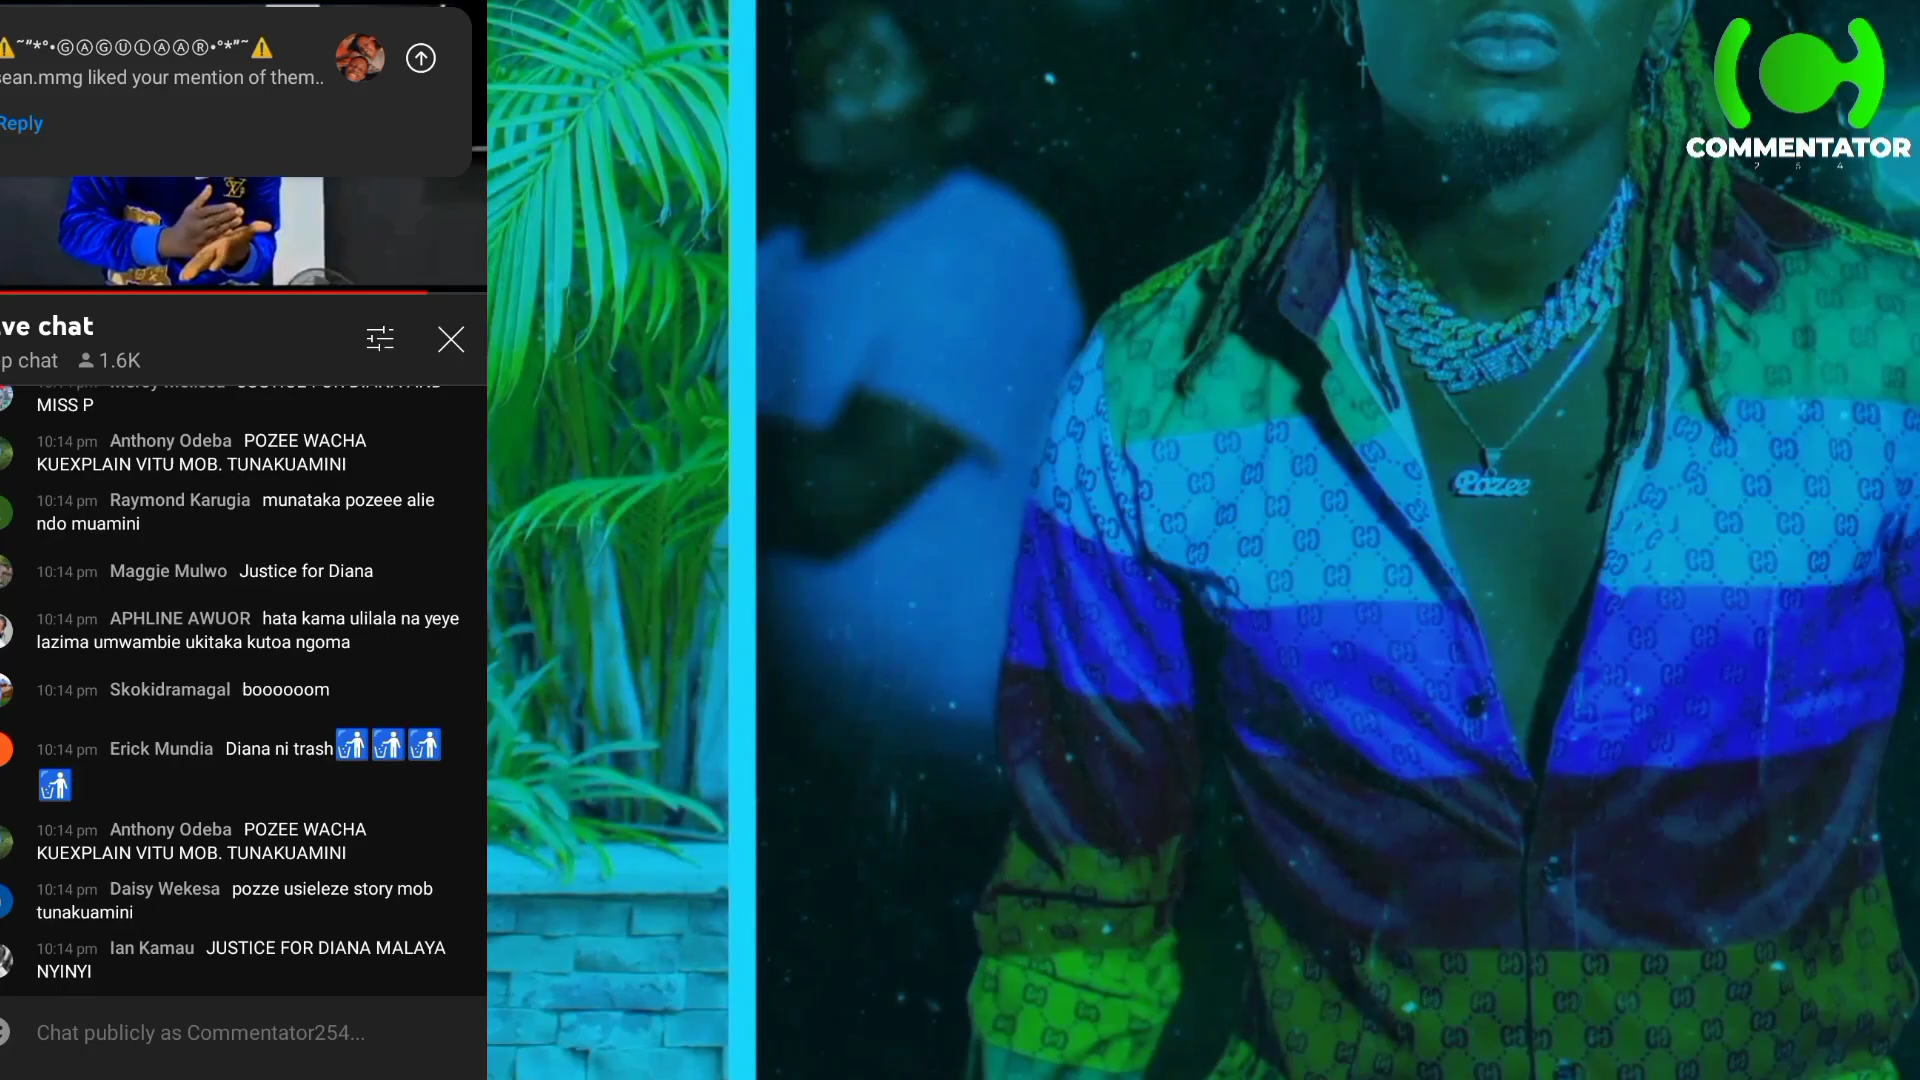 ⚠️~"*°•ⒼⒶⒼⓊⓁⒶⒶⓇ•°*"~⚠️
sean.mmg liked your mention of them..
Reply
ve chat
p chat 1.6K
MISS P
10:14 pm Anthony Odeba POZEE WACHA
KUEXPLAIN VITU MOB. TUNAKUAMINI
10:14 pm Raymond Karugia munataka pozeee alie
ndo muamini
10:14 pm Maggie Mulwo Justice for Diana
10:14 pm APHLINE AWUOR hata kama ulilala na yeye
lazima umwambie ukitaka kutoa ngoma
10:14 pm Skokidramagal boooooom
10:14 pm Erick Mundia Diana ni trash🚮🚮🚮
🚮
10:14 pm Anthony Odeba POZEE WACHA
KUEXPLAIN VITU MOB. TUNAKUAMINI
10:14 pm Daisy Wekesa pozze usieleze story mob
tunakuamini
10:14 pm Ian Kamau JUSTICE FOR DIANA MALAYA
NYINYI
Chat publicly as Commentator254...
Pozee
COMMENTATOR
2 5 4